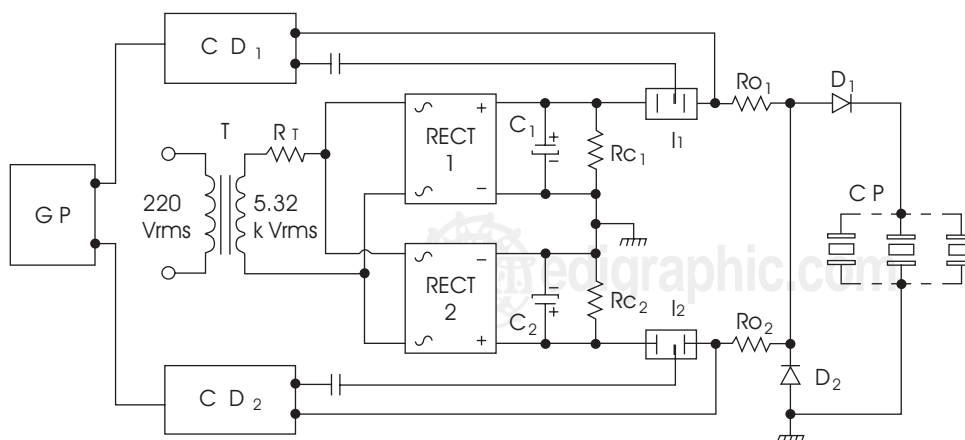 C D 1
Ro1
D1
T
R T
RECT
1
C1
Rc1
I1
C P
G P
220
Vrms
5.32
k Vrms
edigraphic.com
RECT
2
C2
Rc2
I2
Ro2
D2
C D 2